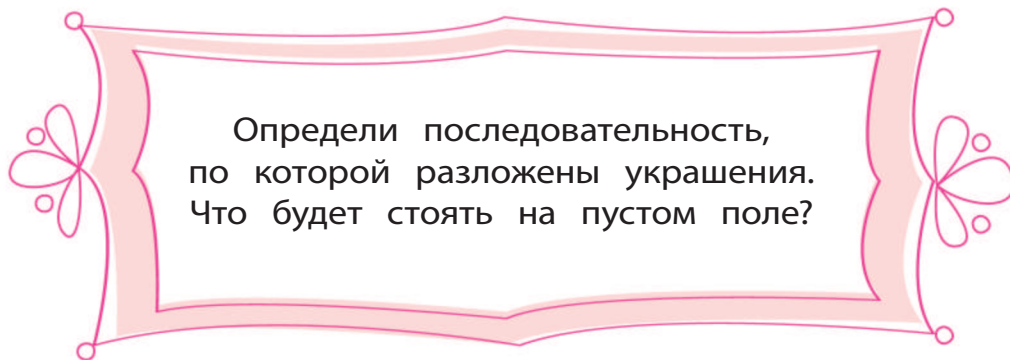 Определи последовательность,
по которой разложены украшения.
Что будет стоять на пустом поле?